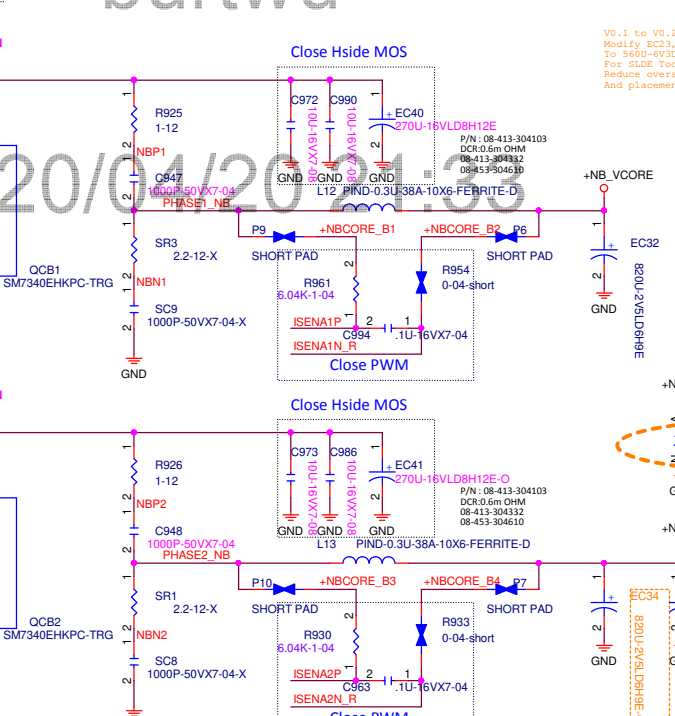 Close Hside MOS
V0.1 to V0.2
Modify EC23,
To 560U-6V3D
For SLDE Too
Reduce overs
And placemen
C972
C990
10U-16VX7-08
10U-16VX7-08
EC40
270U-16VLD8H12E
R925
1-12
NBP1
C947
1000P-50VX7-04
PHASE1_NB
GND
GND
GND
P/N : 08-413-304103
DCR:0.6m OHM
08-413-304332
08-453-304610
20/04/20 21:33
L12
PIND-0.3U-38A-10X6-FERRITE-D
+NB_VCORE
P9
SHORT PAD
+NBCORE_B1
+NBCORE_B2
P6
SHORT PAD
EC32
820U-2V5LD6H9E
GND
SR3
2.2-12-X
NBN1
SC9
1000P-50VX7-04-X
GND
QCB1
SM7340EHKPC-TRG
R961
6.04K-1-04
R954
0-04-short
ISENA1P
C994
.1U-16VX7-04
ISENA1N_R
Close PWM
Close Hside MOS
C973
C986
10U-16VX7-08
10U-16VX7-08
EC41
270U-16VLD8H12E-O
R926
1-12
NBP2
C948
1000P-50VX7-04
PHASE2_NB
GND
GND
GND
P/N : 08-413-304103
DCR:0.6m OHM
08-413-304332
08-453-304610
L13
PIND-0.3U-38A-10X6-FERRITE-D
P10
SHORT PAD
+NBCORE_B3
+NBCORE_B4
P7
SHORT PAD
EC34
820U-2V5LD6H9E-
GND
SR1
2.2-12-X
NBN2
SC8
1000P-50VX7-04-X
QCB2
SM7340EHKPC-TRG
R930
6.04K-1-04
R933
0-04-short
ISENA2P
C963
.1U-16VX7-04
ISENA2N_R
Close PWM